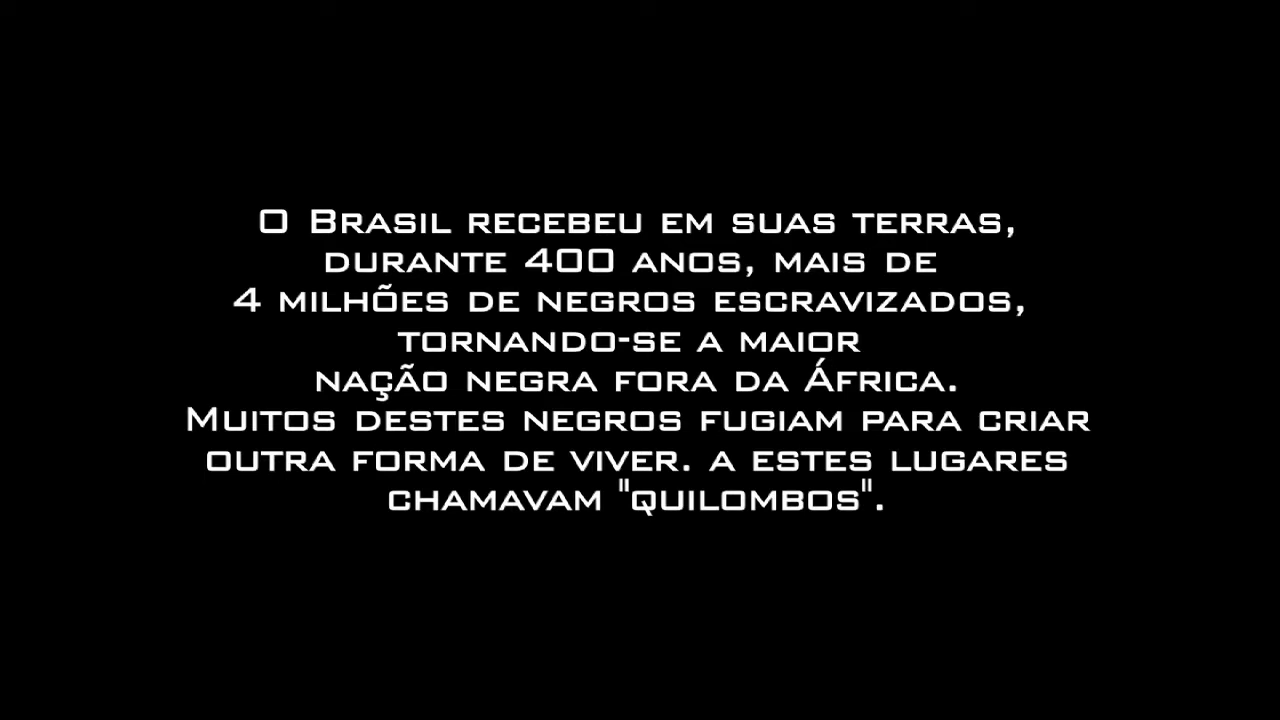 O Brasil recebeu em suas terras,
durante 400 anos, mais de
4 milhões de negros escravizados,
tornando-se a maior
nação negra fora da África.
Muitos destes negros fugiam para criar
outra forma de viver. a estes lugares
chamavam "quilombos".